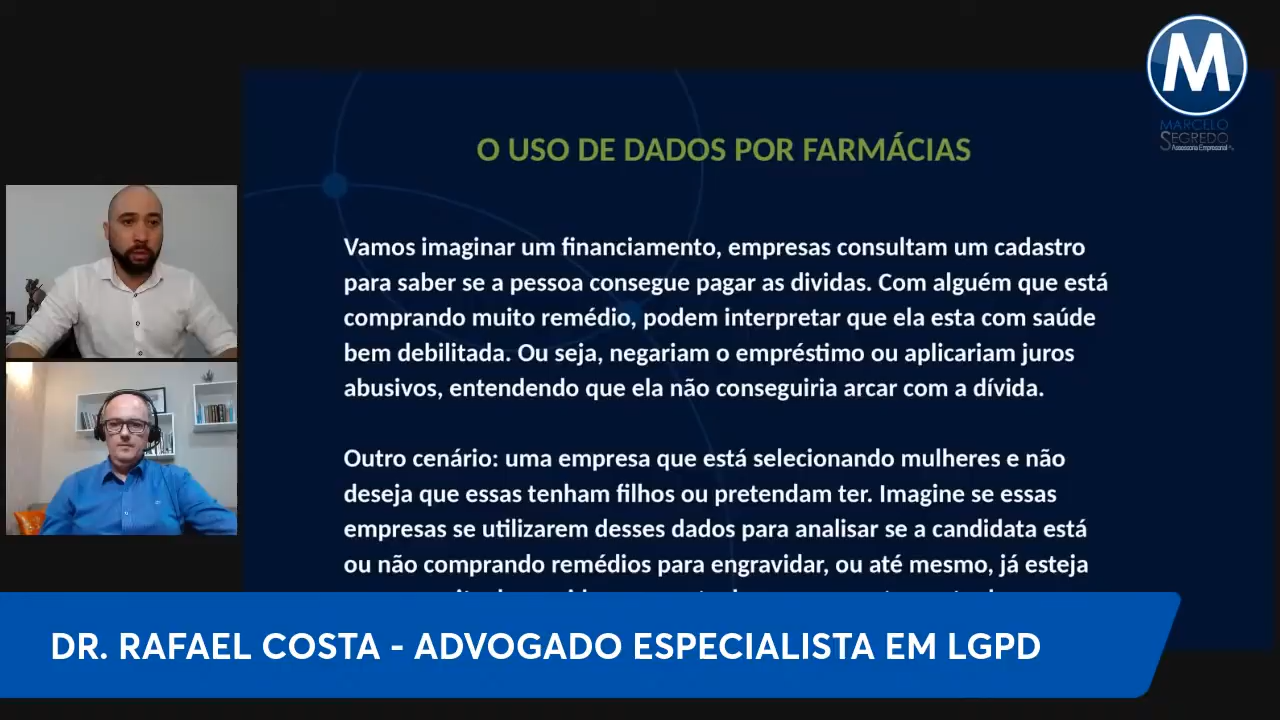 M
MARCELO
SEGREDO
Assessoria Empresarial
O USO DE DADOS POR FARMÁCIAS
Vamos imaginar um financiamento, empresas consultam um cadastro
para saber se a pessoa consegue pagar as dividas. Com alguém que está
comprando muito remédio, podem interpretar que ela esta com saúde
bem debilitada. Ou seja, negariam o empréstimo ou aplicariam juros
abusivos, entendendo que ela não conseguiria arcar com a dívida.
Outro cenário: uma empresa que está selecionando mulheres e não
deseja que essas tenham filhos ou pretendam ter. Imagine se essas
empresas se utilizarem desses dados para analisar se a candidata está
ou não comprando remédios para engravidar, ou até mesmo, já esteja
DR. RAFAEL COSTA - ADVOGADO ESPECIALISTA EM LGPD